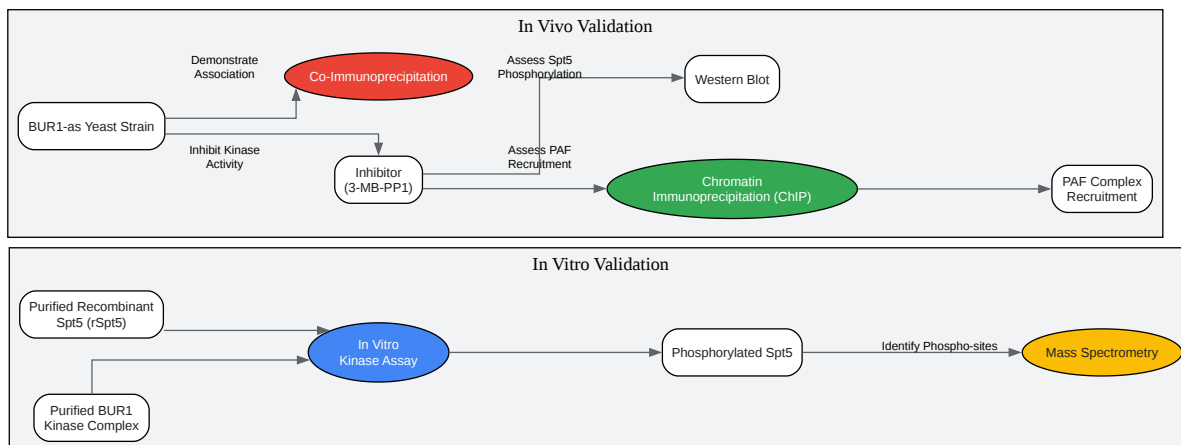 In Vivo Validation
Demonstrate
Association
Co-Immunoprecipitation
Assess Spt5
Phosphorylation
Western Blot
BUR1-as Yeast Strain
Inhibit Kinase
Activity
Inhibitor
(3-MB-PP1)
Assess PAF
Recruitment
Chromatin
Immunoprecipitation (ChIP)
PAF Complex
Recruitment
In Vitro Validation
Purified Recombinant
Spt5 (rSpt5)
In Vitro
Kinase Assay
Phosphorylated Spt5
Identify Phospho-sites
Mass Spectrometry
Purified BUR1
Kinase Complex